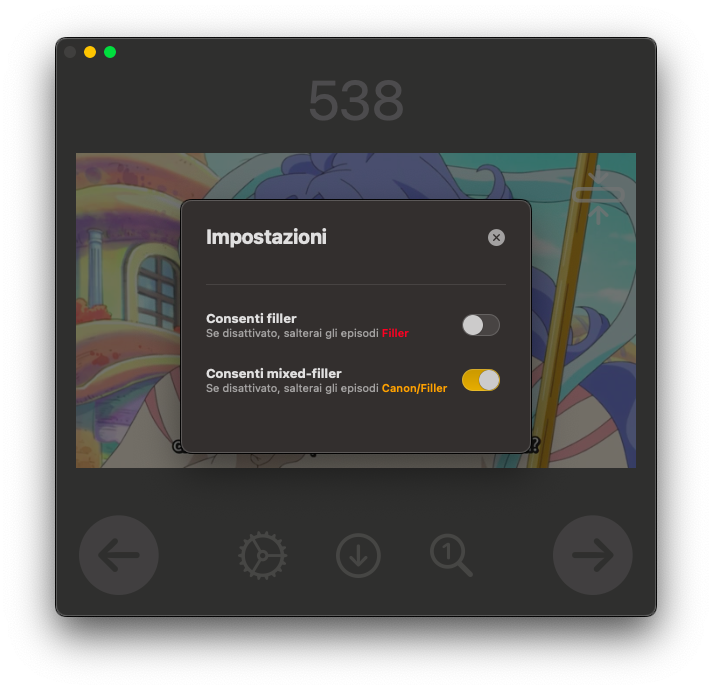 538
Impostazioni
Consenti filler
Se disattivato, salterai gli episodi Filler
Consenti mixed-filler
Se disattivato, salterai gli episodi Canon/Filler
?
1